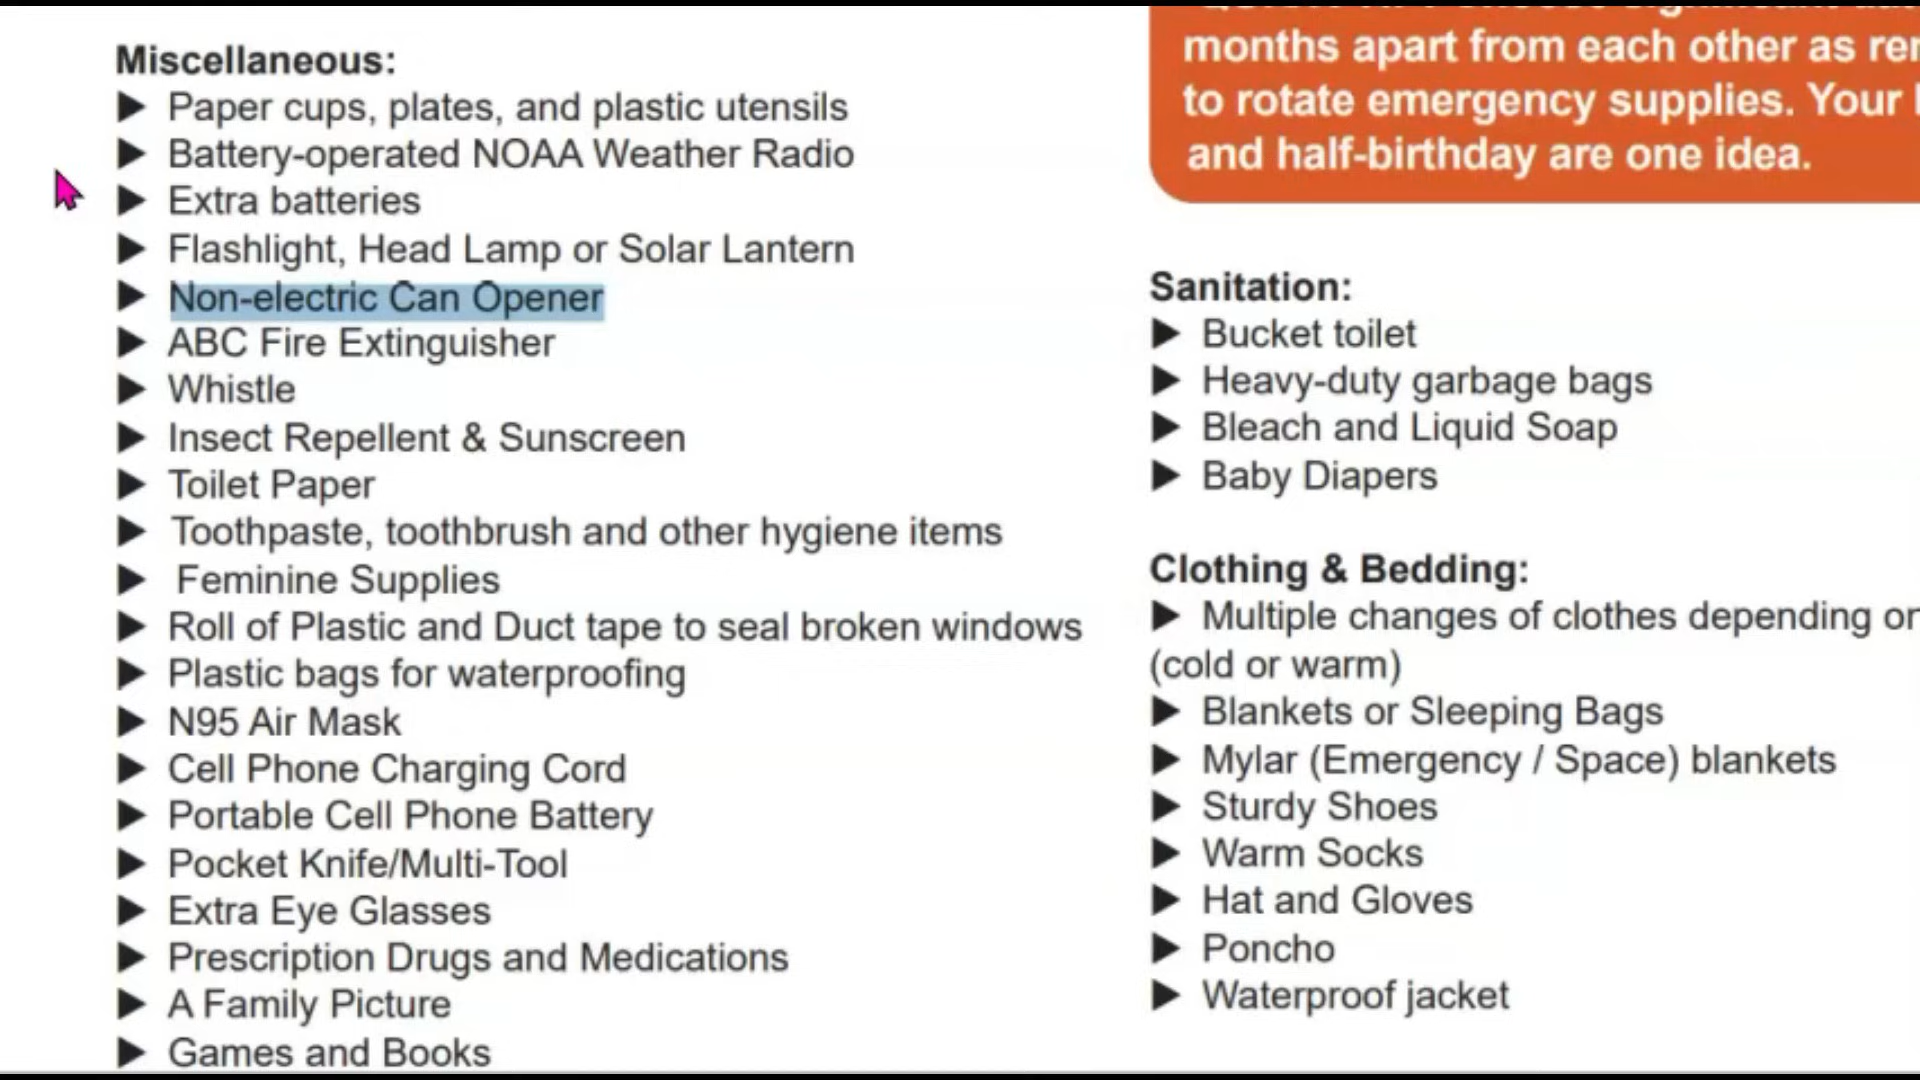 Miscellaneous:
▶ Paper cups, plates, and plastic utensils
▶ Battery-operated NOAA Weather Radio
▶ Extra batteries
▶ Flashlight, Head Lamp or Solar Lantern
▶ Non-electric Can Opener
▶ ABC Fire Extinguisher
▶ Whistle
▶ Insect Repellent & Sunscreen
▶ Toilet Paper
▶ Toothpaste, toothbrush and other hygiene items
▶ Feminine Supplies
▶ Roll of Plastic and Duct tape to seal broken windows
▶ Plastic bags for waterproofing
▶ N95 Air Mask
▶ Cell Phone Charging Cord
▶ Portable Cell Phone Battery
▶ Pocket Knife/Multi-Tool
▶ Extra Eye Glasses
▶ Prescription Drugs and Medications
▶ A Family Picture
▶ Games and Books
months apart from each other as
to rotate emergency supplies. Your
and half-birthday are one idea.
Sanitation:
▶ Bucket toilet
▶ Heavy-duty garbage bags
▶ Bleach and Liquid Soap
▶ Baby Diapers
Clothing & Bedding:
▶ Multiple changes of clothes depending on
(cold or warm)
▶ Blankets or Sleeping Bags
▶ Mylar (Emergency / Space) blankets
▶ Sturdy Shoes
▶ Warm Socks
▶ Hat and Gloves
▶ Poncho
▶ Waterproof jacket